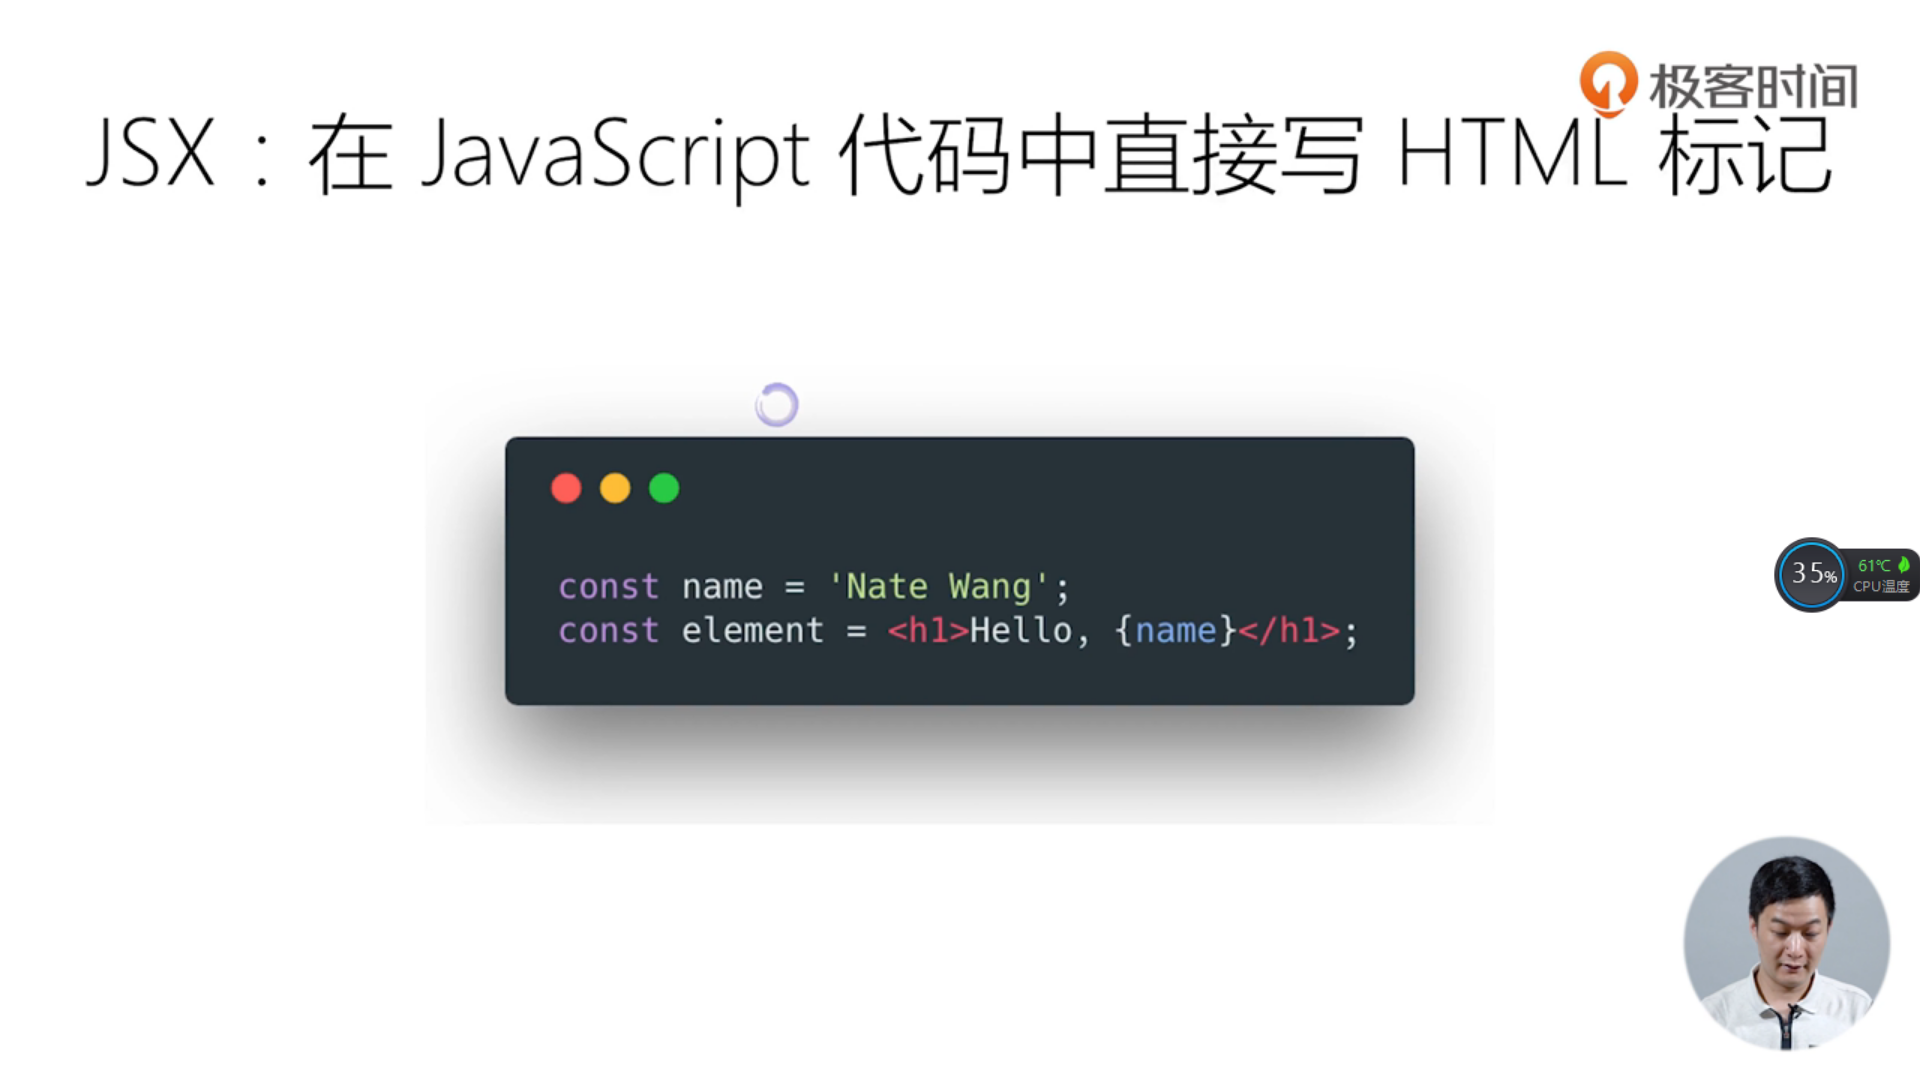 极客时间
JSX：在 JavaScript 代码中直接写 HTML 标记
const name = 'Nate Wang';
const element = <h1>Hello, {name}</h1>;
35%
61℃
CPU温度